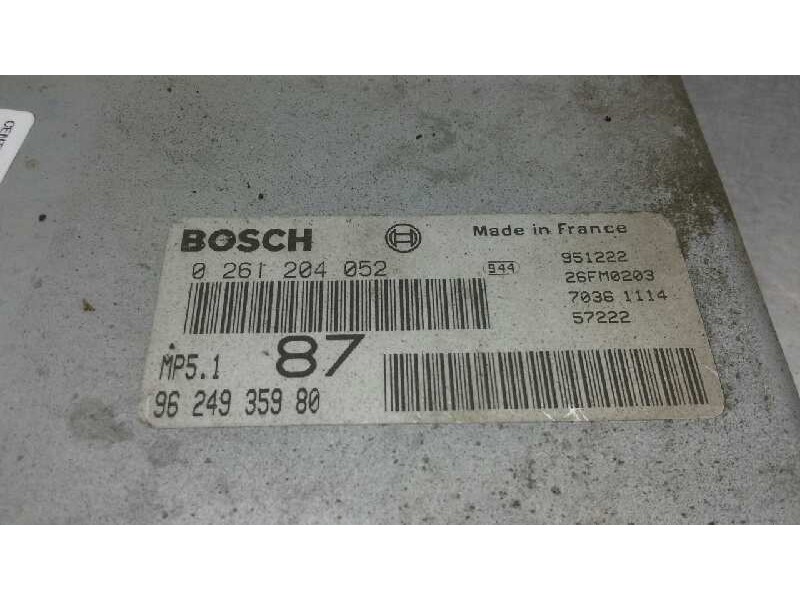 BOSCH
Made in France
0 261 204 052
944
951222
26FM0203
7036 1114
57222
MP5.1
87
96 249 359 80